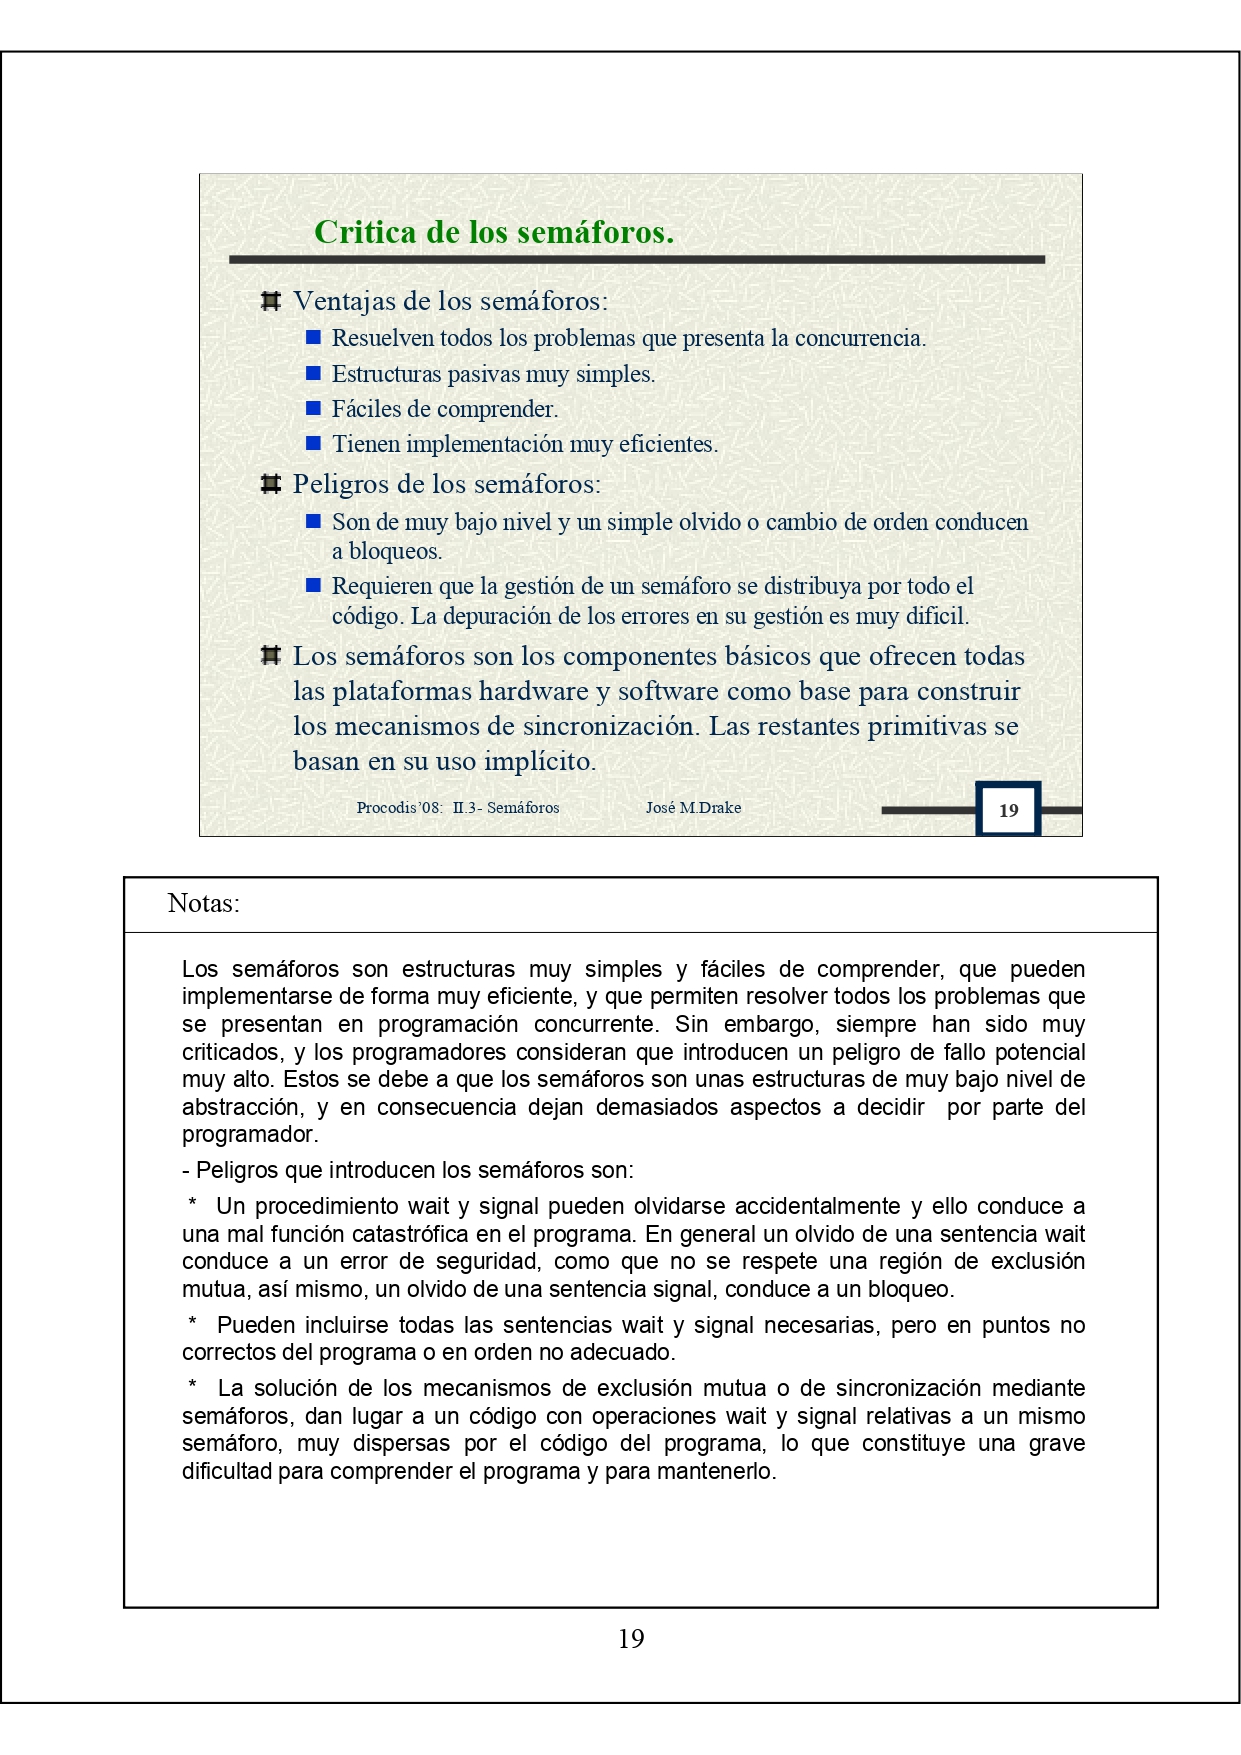 Critica de los semáforos.
Ventajas de los semáforos:
Resuelven todos los problemas que presenta la concurrencia.
Estructuras pasivas muy simples.
Fáciles de comprender.
Tienen implementación muy eficientes.
Peligros de los semáforos:
Son de muy bajo nivel y un simple olvido o cambio de orden conducen
a bloqueos.
Requieren que la gestión de un semáforo se distribuya por todo el
código. La depuración de los errores en su gestión es muy dificil.
Los semáforos son los componentes básicos que ofrecen todas
las plataformas hardware y software como base para construir
los mecanismos de sincronización. Las restantes primitivas se
basan en su uso implícito.
Procodis’08: II.3- Semáforos José M.Drake 19
Notas:
Los semáforos son estructuras muy simples y fáciles de comprender, que pueden
implementarse de forma muy eficiente, y que permiten resolver todos los problemas que
se presentan en programación concurrente. Sin embargo, siempre han sido muy
criticados, y los programadores consideran que introducen un peligro de fallo potencial
muy alto. Estos se debe a que los semáforos son unas estructuras de muy bajo nivel de
abstracción, y en consecuencia dejan demasiados aspectos a decidir por parte del
programador.
- Peligros que introducen los semáforos son:
* Un procedimiento wait y signal pueden olvidarse accidentalmente y ello conduce a
una mal función catastrófica en el programa. En general un olvido de una sentencia wait
conduce a un error de seguridad, como que no se respete una región de exclusión
mutua, así mismo, un olvido de una sentencia signal, conduce a un bloqueo.
* Pueden incluirse todas las sentencias wait y signal necesarias, pero en puntos no
correctos del programa o en orden no adecuado.
* La solución de los mecanismos de exclusión mutua o de sincronización mediante
semáforos, dan lugar a un código con operaciones wait y signal relativas a un mismo
semáforo, muy dispersas por el código del programa, lo que constituye una grave
dificultad para comprender el programa y para mantenerlo.
19